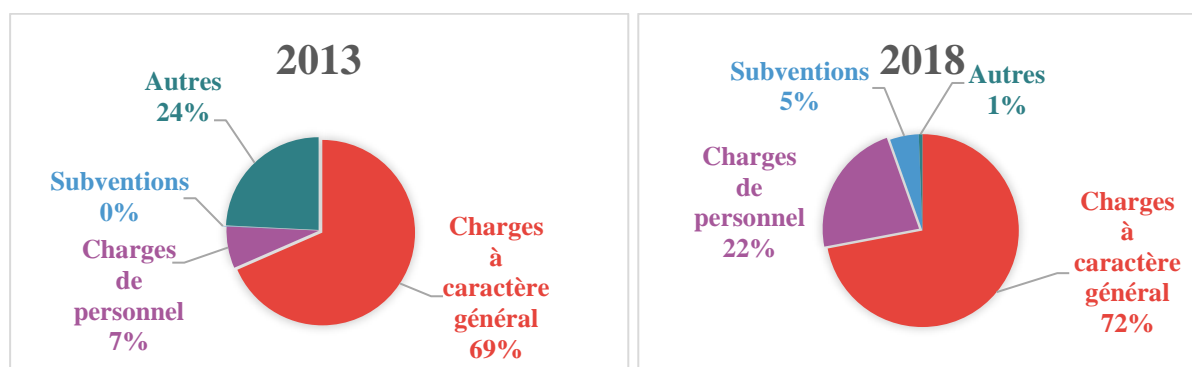 2013
Autres
24%
Subventions
0%
Charges
de
personnel
7%
Charges
à
caractère
général
69%
2018
Subventions
5%
Autres
1%
Charges
de
personnel
22%
Charges
à
caractère
général
72%